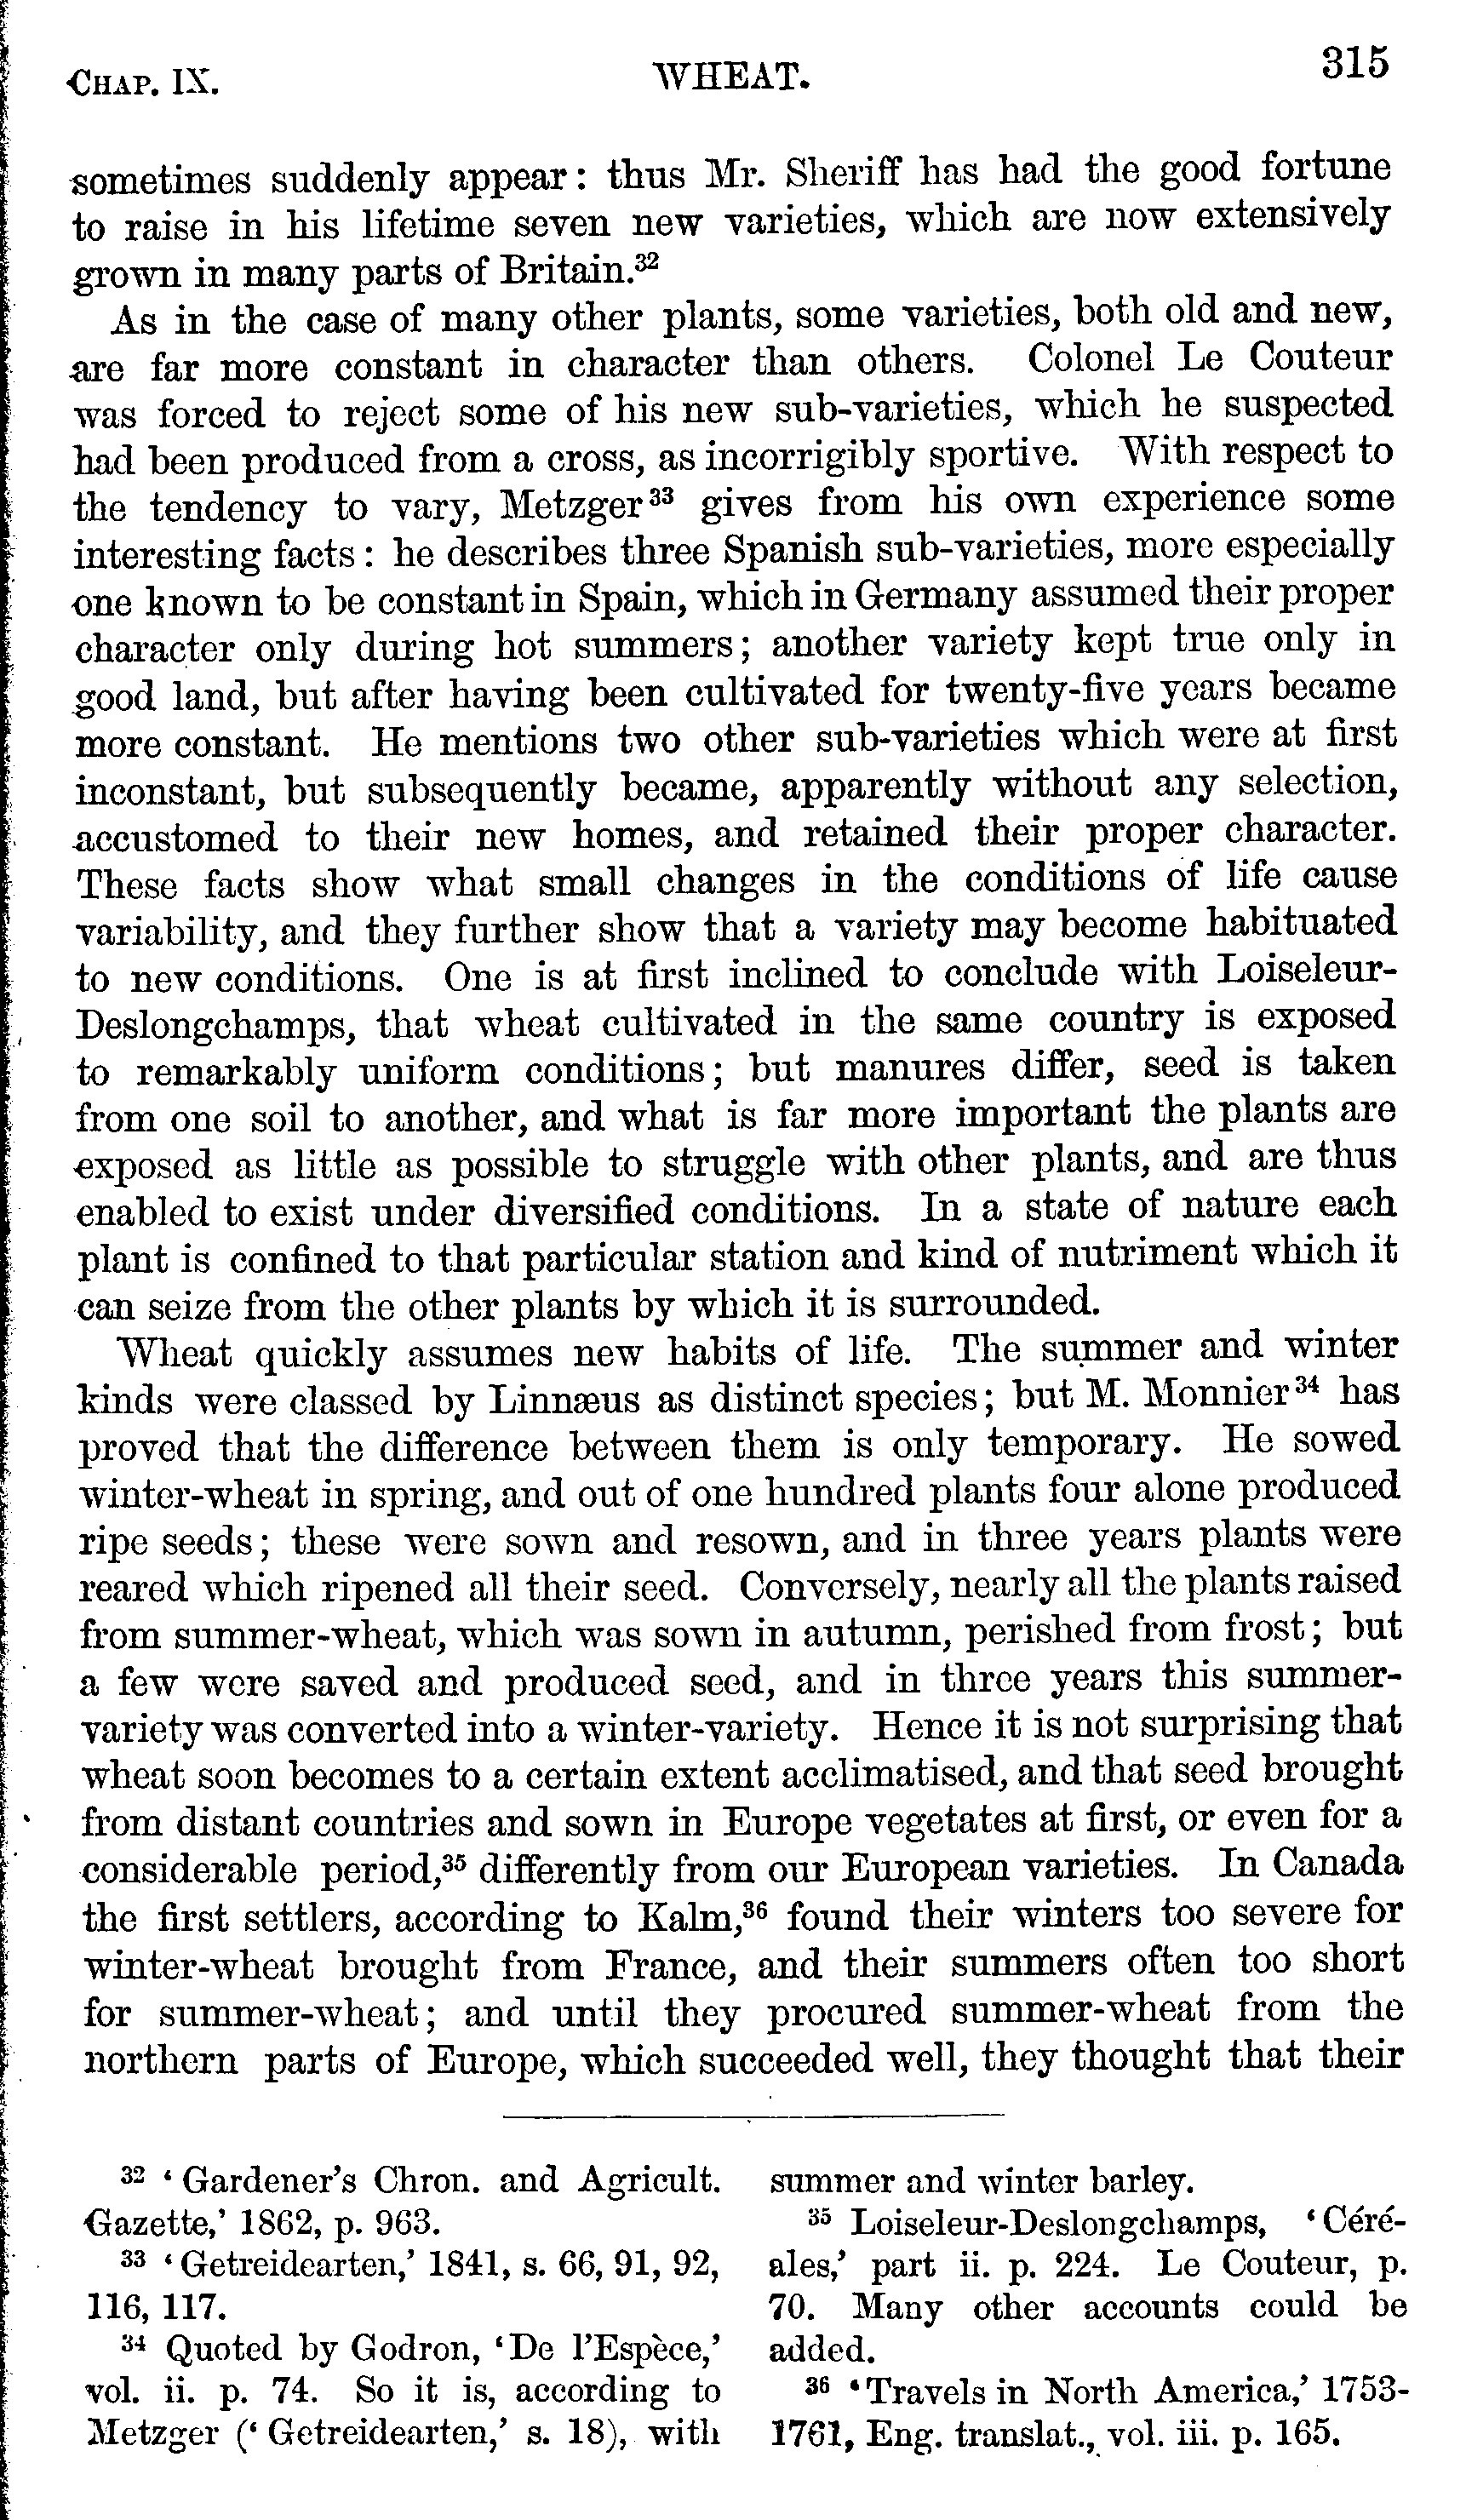 CHAP. IX. WHEAT. 315
sometimes suddenly appear: thus Mr. Sheriff has had the good fortune
to raise in his lifetime seven new varieties, which are now extensively
grown in many parts of Britain.³²
As in the case of many other plants, some varieties, both old and new,
are far more constant in character than others. Colonel Le Couteur
was forced to reject some of his new sub-varieties, which he suspected
had been produced from a cross, as incorrigibly sportive. With respect to
the tendency to vary, Metzger³³ gives from his own experience some
interesting facts: he describes three Spanish sub-varieties, more especially
one known to be constant in Spain, which in Germany assumed their proper
character only during hot summers; another variety kept true only in
good land, but after having been cultivated for twenty-five years became
more constant. He mentions two other sub-varieties which were at first
inconstant, but subsequently became, apparently without any selection,
accustomed to their new homes, and retained their proper character.
These facts show what small changes in the conditions of life cause
variability, and they further show that a variety may become habituated
to new conditions. One is at first inclined to conclude with Loiseleur-
Deslongchamps, that wheat cultivated in the same country is exposed
to remarkably uniform conditions; but manures differ, seed is taken
from one soil to another, and what is far more important the plants are
exposed as little as possible to struggle with other plants, and are thus
enabled to exist under diversified conditions. In a state of nature each
plant is confined to that particular station and kind of nutriment which it
can seize from the other plants by which it is surrounded.
Wheat quickly assumes new habits of life. The summer and winter
kinds were classed by Linnæus as distinct species; but M. Monnier³⁴ has
proved that the difference between them is only temporary. He sowed
winter-wheat in spring, and out of one hundred plants four alone produced
ripe seeds; these were sown and resown, and in three years plants were
reared which ripened all their seed. Conversely, nearly all the plants raised
from summer-wheat, which was sown in autumn, perished from frost; but
a few were saved and produced seed, and in three years this summer-
variety was converted into a winter-variety. Hence it is not surprising that
wheat soon becomes to a certain extent acclimatised, and that seed brought
from distant countries and sown in Europe vegetates at first, or even for a
considerable period,³⁵ differently from our European varieties. In Canada
the first settlers, according to Kalm,³⁶ found their winters too severe for
winter-wheat brought from France, and their summers often too short
for summer-wheat; and until they procured summer-wheat from the
northern parts of Europe, which succeeded well, they thought that their
³² 'Gardener's Chron. and Agricult.
Gazette,' 1862, p. 963.
³³ 'Getreidearten,' 1841, s. 66, 91, 92,
116, 117.
³⁴ Quoted by Godron, 'De l'Espèce,'
vol. ii. p. 74. So it is, according to
Metzger ('Getreidearten,' s. 18), with
summer and winter barley.
³⁵ Loiseleur-Deslongchamps, 'Céré-
ales,' part ii. p. 224. Le Couteur, p.
70. Many other accounts could be
added.
³⁶ 'Travels in North America,' 1753-
1761, Eng. translat., vol. iii. p. 165.